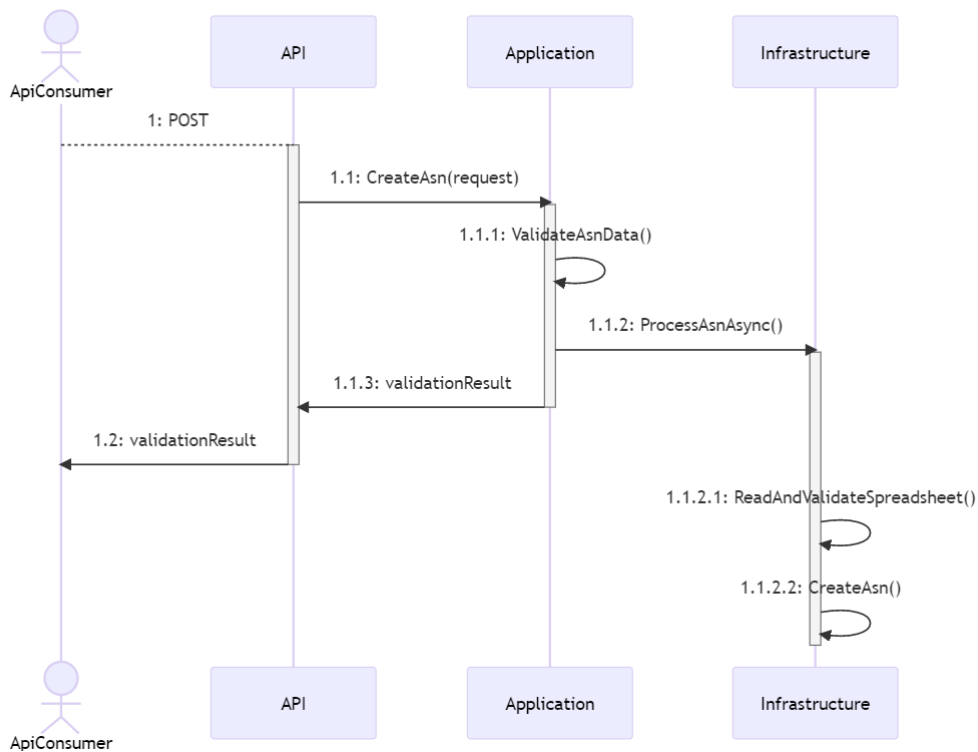 API
Application
Infrastructure
ApiConsumer
1: POST
1.1: CreateAsn(request)
1.1.1: ValidateAsnData()
1.1.2: ProcessAsnAsync()
1.1.3: validationResult
1.2: validationResult
1.1.2.1: ReadAndValidateSpreadsheet()
1.1.2.2: CreateAsn()
API
Application
Infrastructure
ApiConsumer